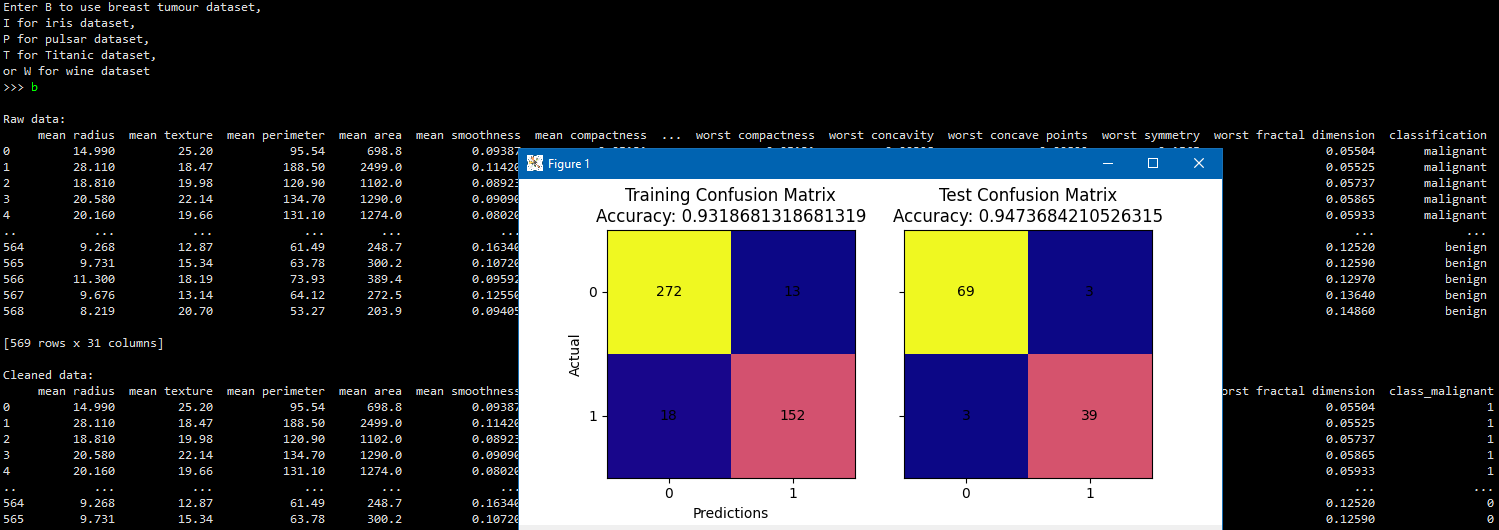 Enter B to use breast tumour dataset,
I for iris dataset,
P for pulsar dataset,
T for Titanic dataset,
or W for wine dataset
>>> b
Raw data:
mean radius mean texture mean perimeter mean area mean smoothness mean compactness ... worst compactness worst concavity worst concave points worst symmetry worst fractal dimension classification
0 14.990 25.20 95.54 698.8 0.09387 0.05504 malignant
1 28.110 18.47 188.50 2499.0 0.11420 0.05525 malignant
2 18.810 19.98 120.90 1102.0 0.08923 0.05737 malignant
3 20.580 22.14 134.70 1290.0 0.09090 0.05865 malignant
4 20.160 19.66 131.10 1274.0 0.08020 0.05933 malignant
.. ... ... ... ... ... ... ...
564 9.268 12.87 61.49 248.7 0.16340 0.12520 benign
565 9.731 15.34 63.78 300.2 0.10720 0.12590 benign
566 11.300 18.19 73.93 389.4 0.09592 0.12970 benign
567 9.676 13.14 64.12 272.5 0.12550 0.13640 benign
568 8.219 20.70 53.27 203.9 0.09405 0.14860 benign
[569 rows x 31 columns]
Cleaned data:
mean radius mean texture mean perimeter mean area mean smoothness worst fractal dimension class_malignant
0 14.990 25.20 95.54 698.8 0.09387 0.05504 1
1 28.110 18.47 188.50 2499.0 0.11420 0.05525 1
2 18.810 19.98 120.90 1102.0 0.08923 0.05737 1
3 20.580 22.14 134.70 1290.0 0.09090 0.05865 1
4 20.160 19.66 131.10 1274.0 0.08020 0.05933 1
.. ... ... ... ... ... ... ...
564 9.268 12.87 61.49 248.7 0.16340 0.12520 0
565 9.731 15.34 63.78 300.2 0.10720 0.12590 0
Figure 1
Training Confusion Matrix
Accuracy: 0.9318681318681319
0 272 13
Actual
1 18 152
0 1
Predictions
Test Confusion Matrix
Accuracy: 0.9473684210526315
69 3
3 39
0 1